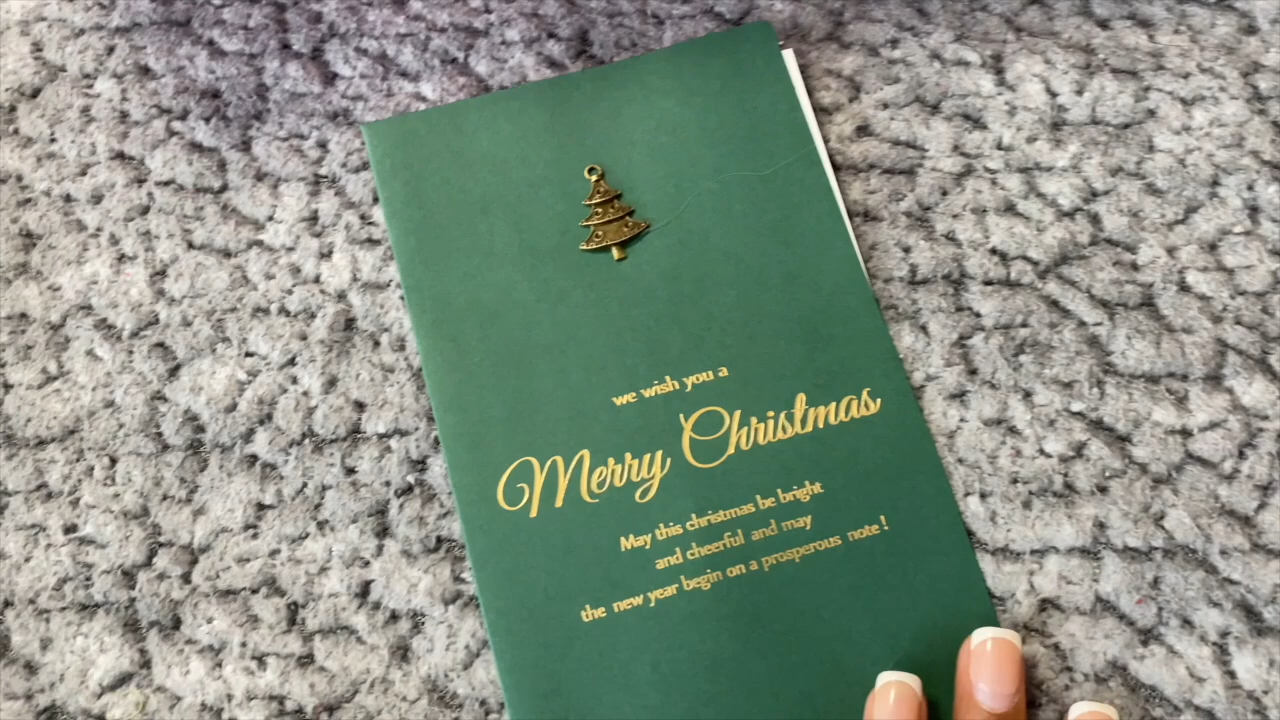 we wish you a
Merry Christmas
May this christmas be bright
and cheerful and may
the new year begin on a prosperous note!